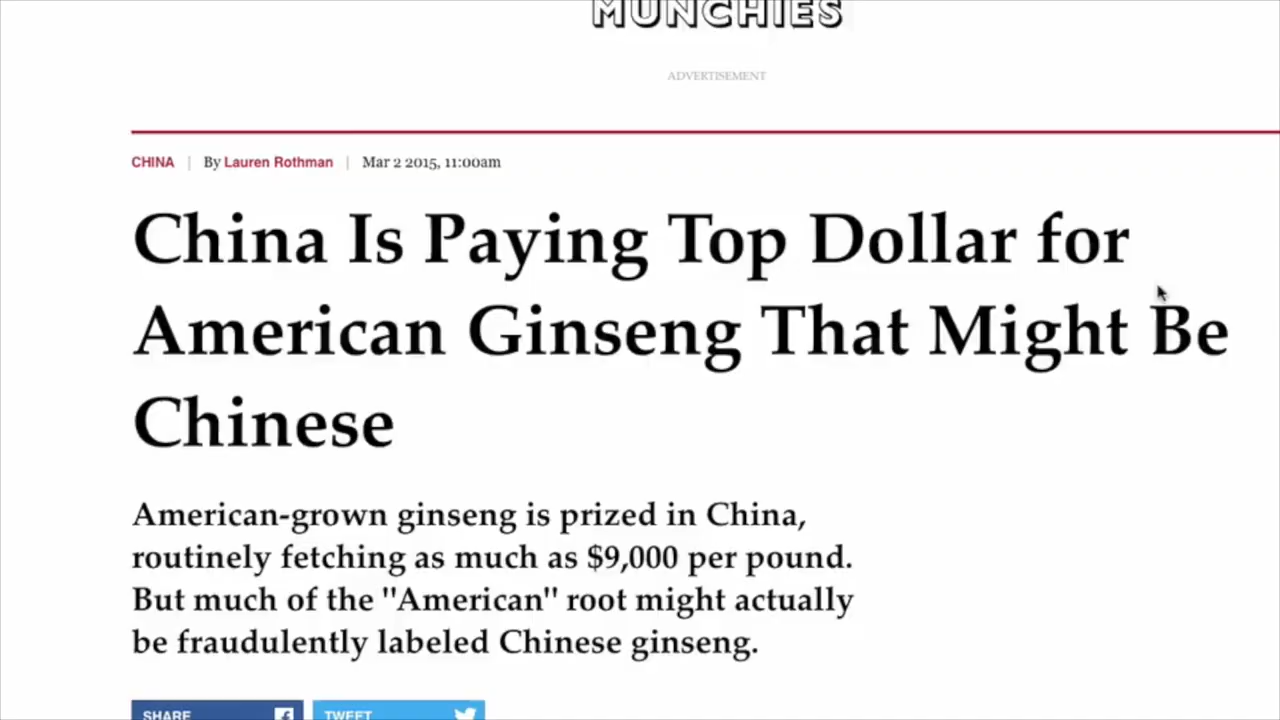 MUNCHIES
ADVERTISEMENT
CHINA | By Lauren Rothman | Mar 2 2015, 11:00am
China Is Paying Top Dollar for
American Ginseng That Might Be
Chinese
American-grown ginseng is prized in China,
routinely fetching as much as $9,000 per pound.
But much of the "American" root might actually
be fraudulently labeled Chinese ginseng.
SHARE TWEET